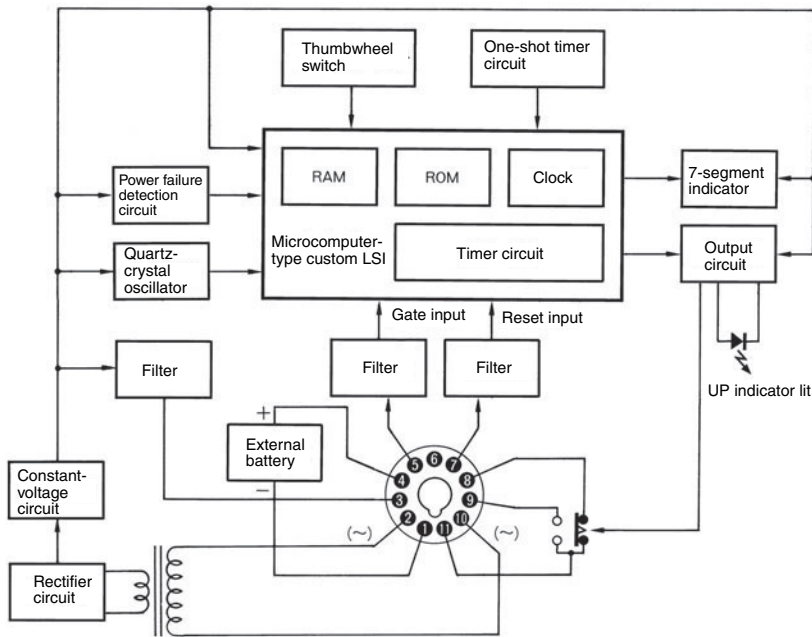 Thumbwheel
switch
One-shot timer
circuit
RAM
ROM
Clock
Power failure
detection
circuit
7-segment
indicator
Microcomputer-
type custom LSI
Timer circuit
Quartz-
crystal
oscillator
Output
circuit
Gate input
Reset input
Filter
Filter
Filter
UP indicator lit
+
External
battery
−
5
6
7
4
8
3
9
2
10
1
11
(~)
(~)
Constant-
voltage
circuit
Rectifier
circuit